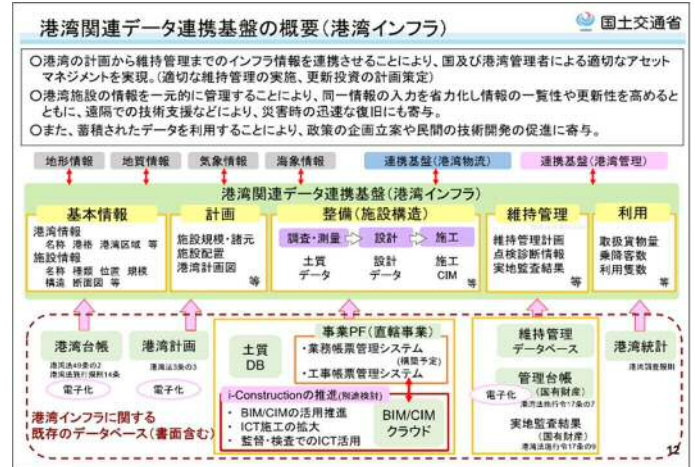 港湾関連データ連携基盤の概要(港湾インフラ)
国土交通省
○港湾の計画から維持管理までのインフラ情報を連携させることにより、国及び港湾管理者による適切なアセット
マネジメントを実現。(適切な維持管理の実施、更新投資の計画策定)
○港湾施設の情報を一元的に管理することにより、同一情報の入力を省力化し情報の一覧性や更新性を高めると
ともに、遠隔での技術支援などにより、災害時の迅速な復旧にも寄与。
○また、蓄積されたデータを利用することにより、政策の企画立案や民間の技術開発の促進に寄与。
地形情報
地質情報
気象情報
海象情報
連携基盤(港湾物流)
連携基盤(港湾管理)
港湾関連データ連携基盤(港湾インフラ)
基本情報
港湾情報
名称 港格 港湾区域 等
施設情報
名称 種類 位置 規模
構造 断面図 等
計画
施設規模・諸元
施設配置
港湾計画図
等
整備(施設構造)
調査・測量
設計
施工
土質
データ
設計
データ
施工
CIM
等
維持管理
維持管理計画
点検診断情報
実地監査結果
等
利用
取扱貨物量
乗降客数
利用隻数
等
港湾台帳
港湾法49条の2
港湾法施行規則14条
電子化
港湾計画
港湾法3条の3
電子化
港湾インフラに関する
既存のデータベース(書面含む)
土質
DB
事業PF(直轄事業)
・業務帳票管理システム
(構築予定)
・工事帳票管理システム
i-Constructionの推進(別途検討)
・ BIM/CIMの活用推進
・ ICT施工の拡大
・ 監督・検査でのICT活用
BIM/CIM
クラウド
維持管理
データベース
管理台帳
(国有財産)
電子化
港湾法施行令17条の7
実地監査結果
(国有財産)
港湾法施行令17条の9
港湾統計
港湾調査規則
12